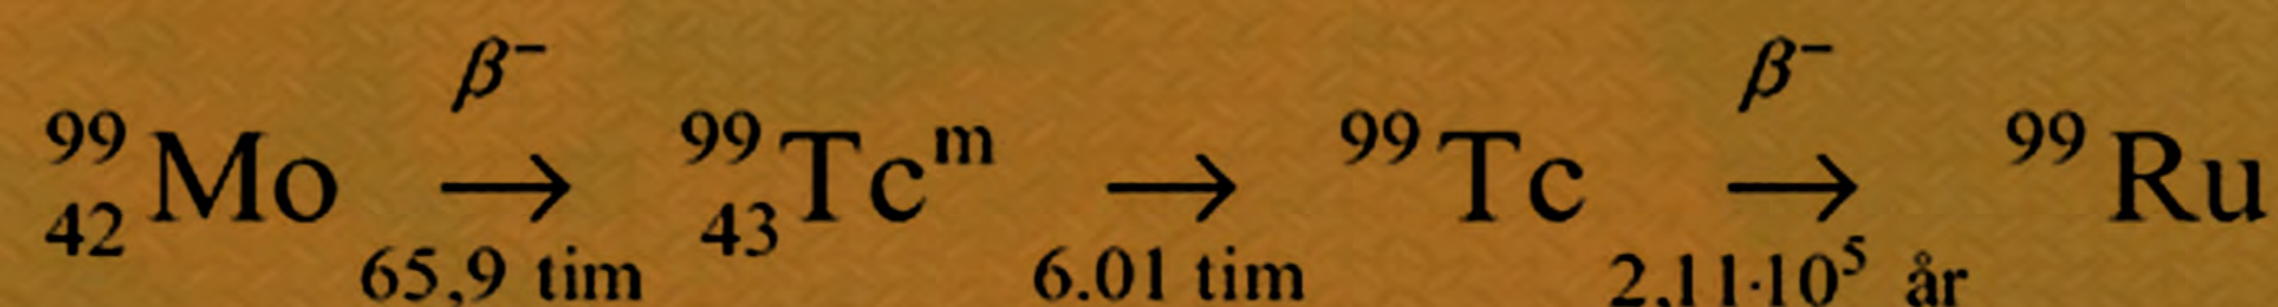 β⁻ β⁻
⁹⁹₄₂Mo → ⁹⁹₄₃Tcᵐ → ⁹⁹Tc → ⁹⁹Ru
65,9 tim 6.01 tim 2,11·10⁵ år